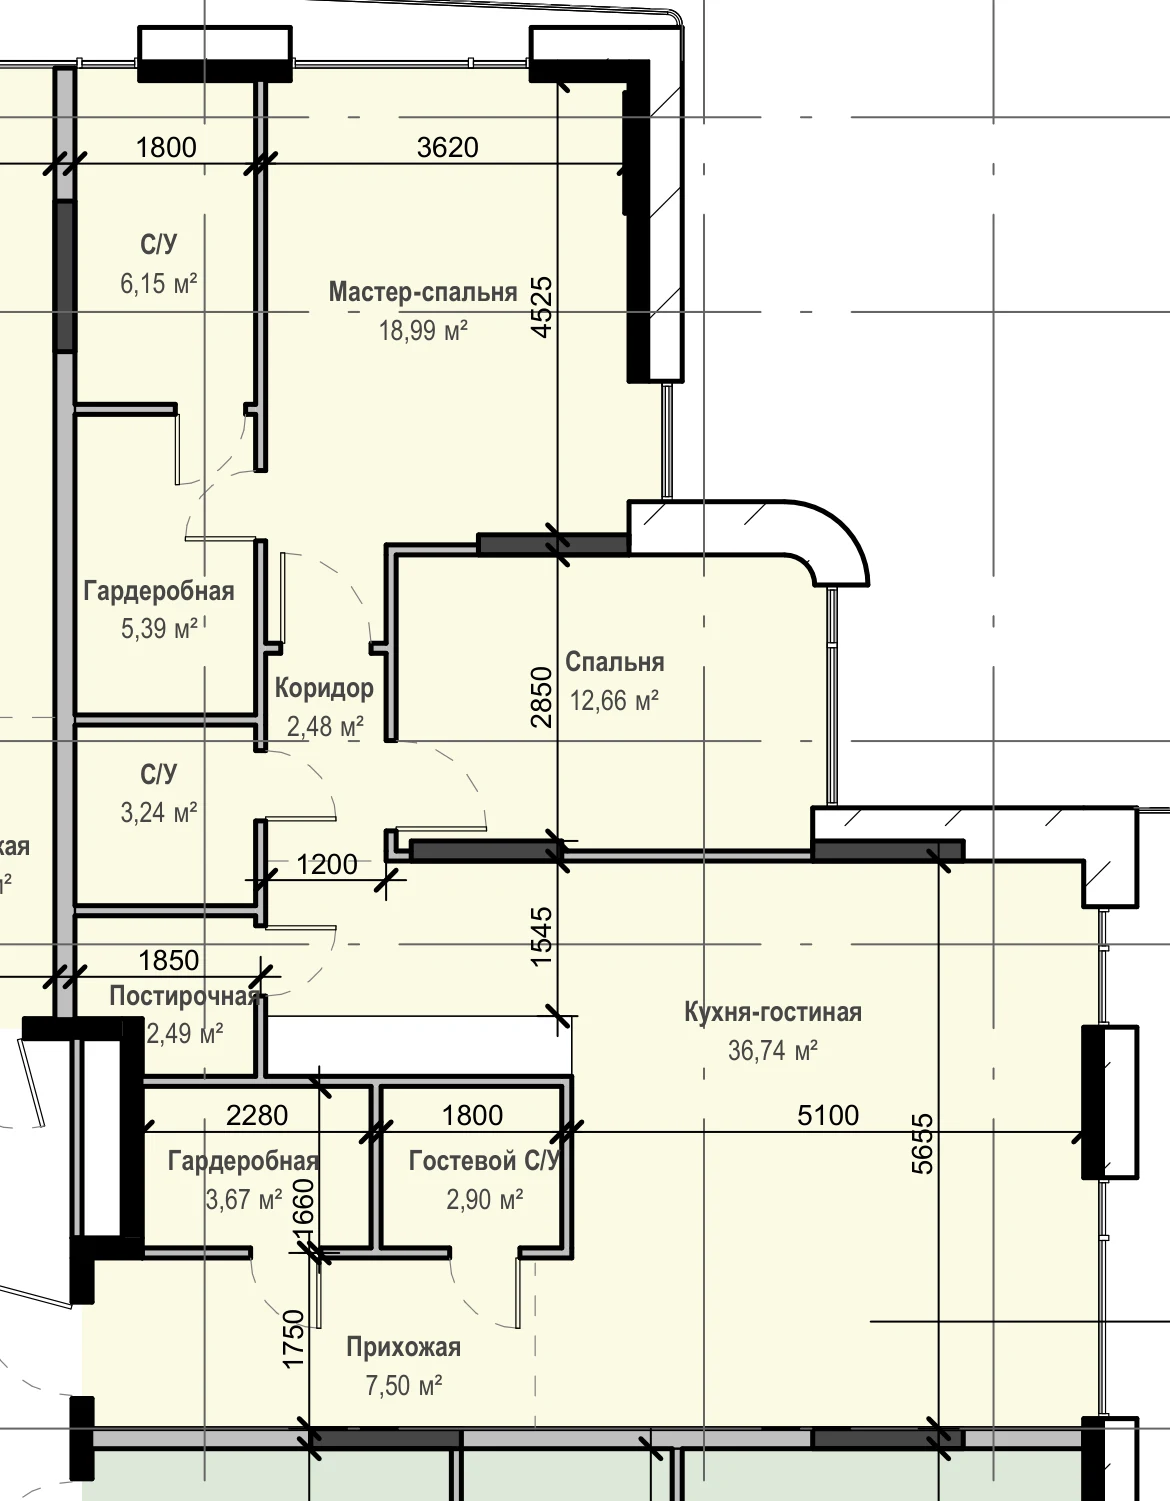 1800
3620
С/У
6,15 м²
Мастер-спальня
18,99 м²
4525
Гардеробная
5,39 м²
Спальня
12,66 м²
2850
Коридор
2,48 м²
С/У
3,24 м²
кая
м²
1200
1545
1850
Постирочная
2,49 м²
Кухня-гостиная
36,74 м²
2280
1800
5100
5655
Гардеробная
3,67 м²
1660
Гостевой С/У
2,90 м²
1750
Прихожая
7,50 м²